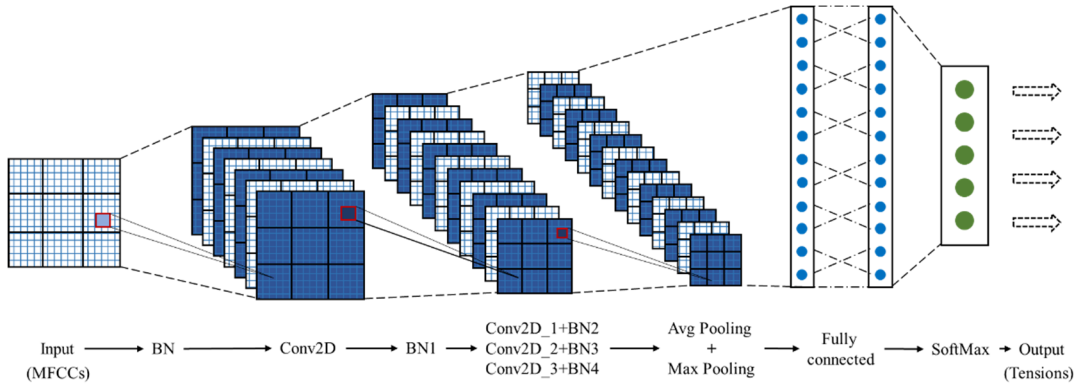 Input
(MFCCs)
BN
Conv2D
BN1
Conv2D_1+BN2
Conv2D_2+BN3
Conv2D_3+BN4
Avg Pooling
+
Max Pooling
Fully
connected
SoftMax
Output
(Tensions)